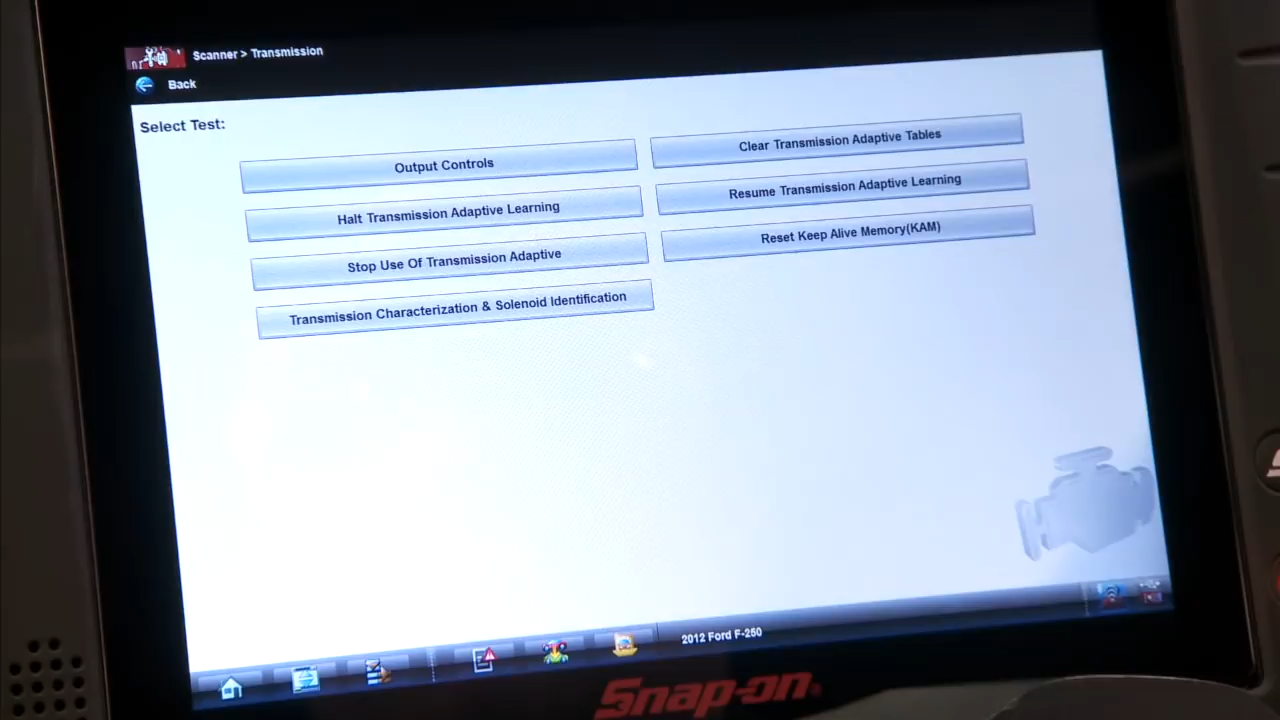 Scanner > Transmission
Back
Select Test:
Output Controls
Clear Transmission Adaptive Tables
Halt Transmission Adaptive Learning
Resume Transmission Adaptive Learning
Stop Use Of Transmission Adaptive
Reset Keep Alive Memory(KAM)
Transmission Characterization & Solenoid Identification
2012 Ford F-250
Snap-on